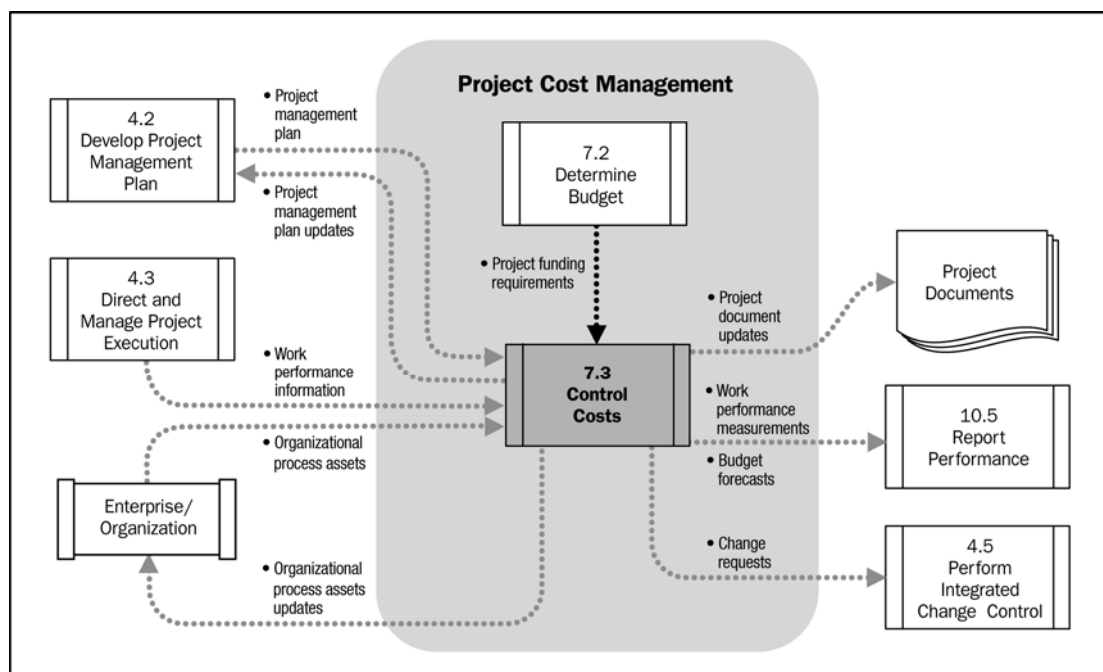 Project Cost Management
4.2
Develop Project
Management
Plan
• Project
management
plan
• Project
management
plan updates
7.2
Determine
Budget
• Project funding
requirements
4.3
Direct and
Manage Project
Execution
• Work
performance
information
• Organizational
process assets
Enterprise/
Organization
• Organizational
process assets
updates
7.3
Control
Costs
• Project
document
updates
Project
Documents
• Work
performance
measurements
• Budget
forecasts
10.5
Report
Performance
• Change
requests
4.5
Perform
Integrated
Change Control